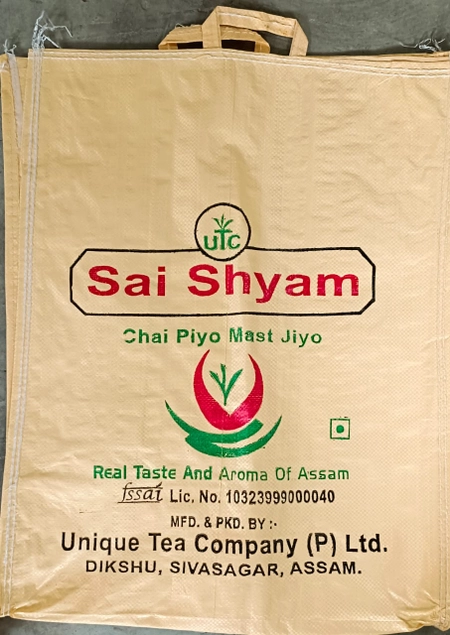 UTC
Sai Shyam
Chai Piyo Mast Jiyo
Real Taste And Aroma Of Assam
fssai Lic. No. 10323999000040
MFD. & PKD. BY :-
Unique Tea Company (P) Ltd.
DIKSHU, SIVASAGAR, ASSAM.